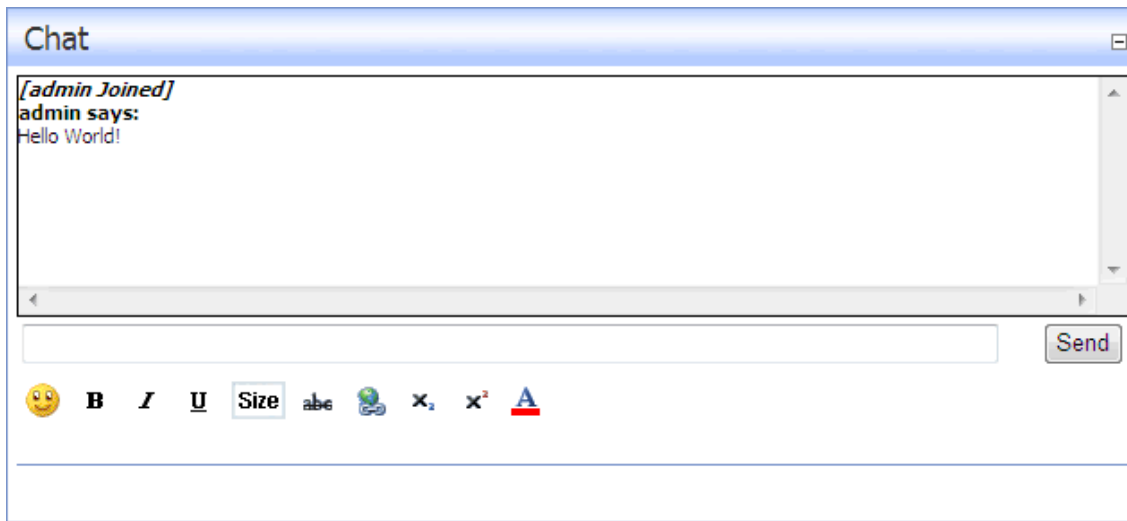 Chat
[admin Joined]
admin says:
Hello World!
Send
B I U Size abc x₂ x² A